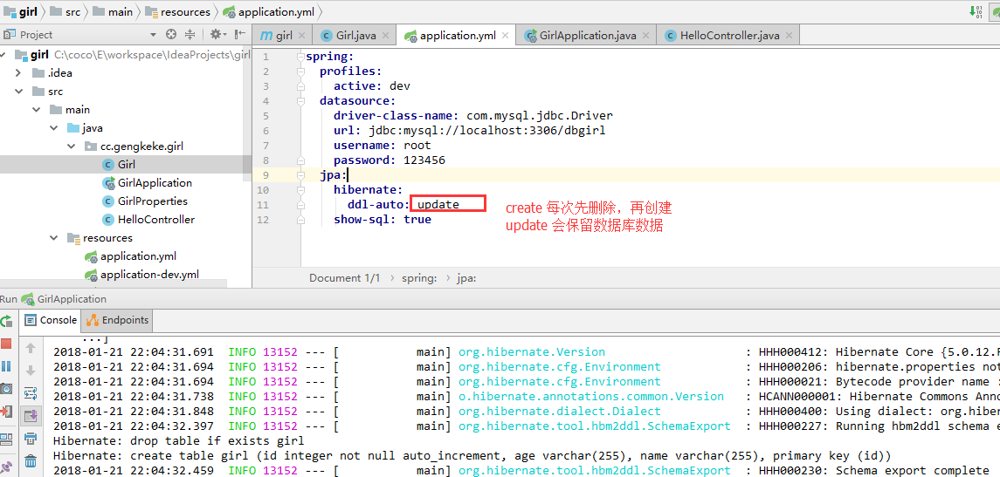 girl src main resources application.yml
Project
girl Girl.java application.yml GirlApplication.java HelloController.java
girl C:\coco\E\workspace\IdeaProjects\girl
.idea
src
main
java
cc.gengkeke.girl
Girl
GirlApplication
GirlProperties
HelloController
resources
application.yml
application-dev.yml
1 spring:
2 profiles:
3 active: dev
4 datasource:
5 driver-class-name: com.mysql.jdbc.Driver
6 url: jdbc:mysql://localhost:3306/dbgirl
7 username: root
8 password: 123456
9 jpa:
10 hibernate:
11 ddl-auto: update
12 show-sql: true
create 每次先删除，再创建
update 会保留数据库数据
Document 1/1 spring: jpa:
Run GirlApplication
Console Endpoints
...]
2018-01-21 22:04:31.691 INFO 13152 --- [ main] org.hibernate.Version : HHH000412: Hibernate Core {5.0.12.F
2018-01-21 22:04:31.694 INFO 13152 --- [ main] org.hibernate.cfg.Environment : HHH000206: hibernate.properties not
2018-01-21 22:04:31.694 INFO 13152 --- [ main] org.hibernate.cfg.Environment : HHH000021: Bytecode provider name :
2018-01-21 22:04:31.738 INFO 13152 --- [ main] o.hibernate.annotations.common.Version : HCANN000001: Hibernate Commons Anno
2018-01-21 22:04:31.848 INFO 13152 --- [ main] org.hibernate.dialect.Dialect : HHH000400: Using dialect: org.hiber
2018-01-21 22:04:32.397 INFO 13152 --- [ main] org.hibernate.tool.hbm2ddl.SchemaExport : HHH000227: Running hbm2ddl schema e
Hibernate: drop table if exists girl
Hibernate: create table girl (id integer not null auto_increment, age varchar(255), name varchar(255), primary key (id))
2018-01-21 22:04:32.459 INFO 13152 --- [ main] org.hibernate.tool.hbm2ddl.SchemaExport : HHH000230: Schema export complete